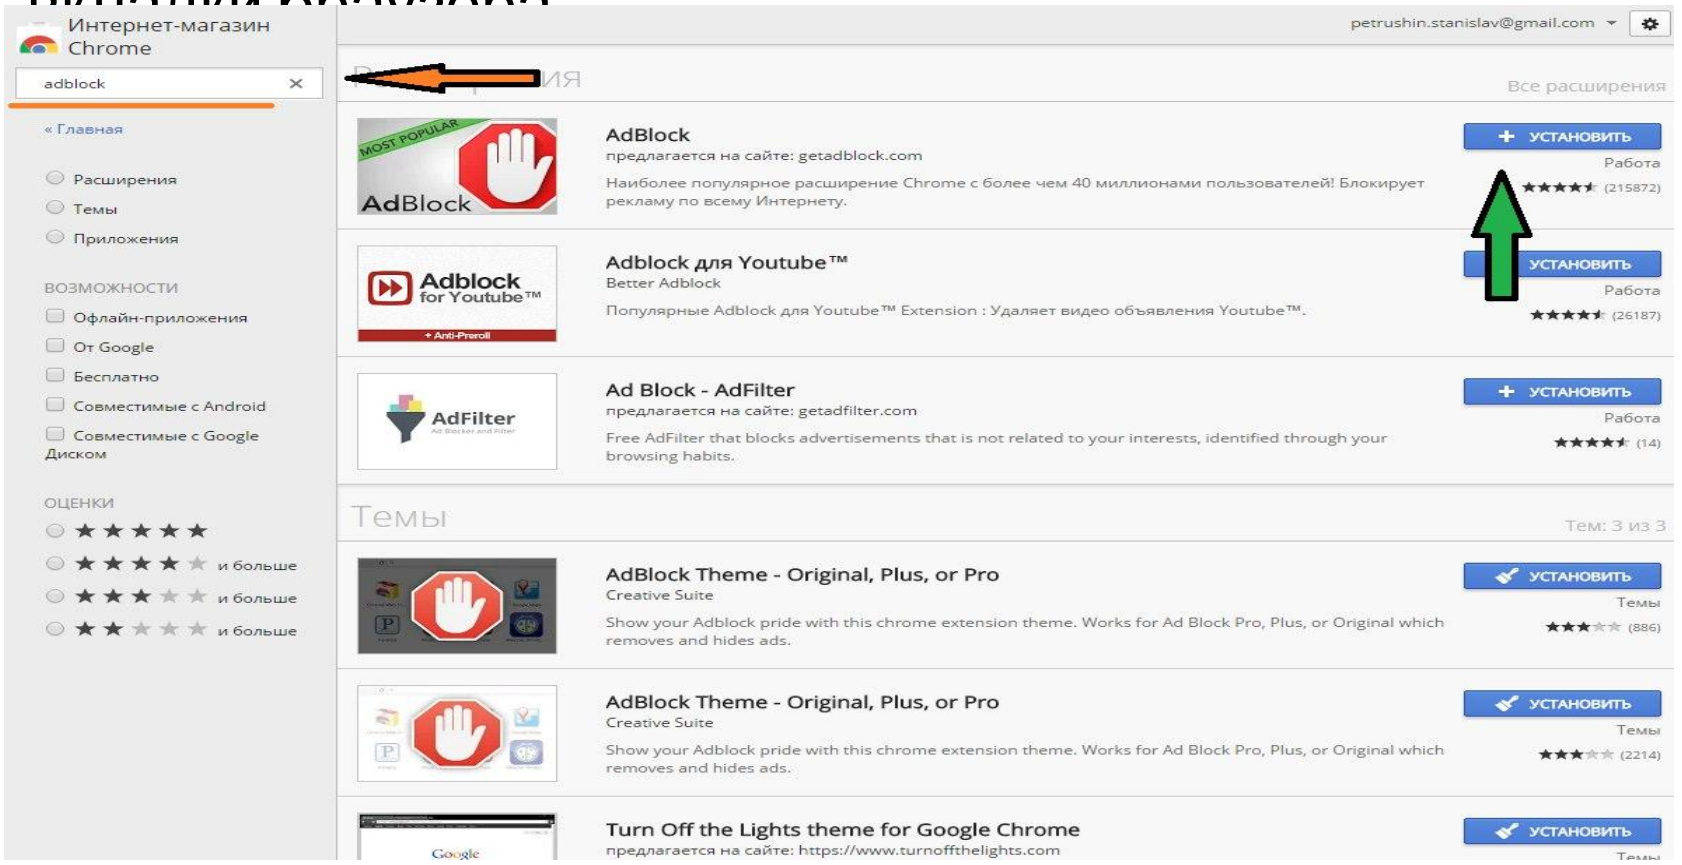 вкладки браузера
Интернет-магазин
Chrome
petrushin.stanislav@gmail.com
adblock
« Главная
Расширения
Темы
Приложения
ВОЗМОЖНОСТИ
Офлайн-приложения
От Google
Бесплатно
Совместимые с Android
Совместимые с Google
Диском
ОЦЕНКИ
и больше
и больше
и больше
Все расширения
MOST POPULAR
AdBlock
AdBlock
предлагается на сайте: getadblock.com
Наиболее популярное расширение Chrome с более чем 40 миллионами пользователей! Блокирует
рекламу по всему Интернету.
УСТАНОВИТЬ
Работа
(215872)
Adblock
for Youtube™
+ Anti-Preroll
Adblock для Youtube™
Better Adblock
Популярные Adblock для Youtube™ Extension : Удаляет видео объявления Youtube™.
УСТАНОВИТЬ
Работа
(26187)
AdFilter
Ad Blocker and Filter
Ad Block - AdFilter
предлагается на сайте: getadfilter.com
Free AdFilter that blocks advertisements that is not related to your interests, identified through your
browsing habits.
УСТАНОВИТЬ
Работа
(14)
Темы
Тем: 3 из 3
AdBlock Theme - Original, Plus, or Pro
Creative Suite
Show your Adblock pride with this chrome extension theme. Works for Ad Block Pro, Plus, or Original which
removes and hides ads.
УСТАНОВИТЬ
Темы
(886)
AdBlock Theme - Original, Plus, or Pro
Creative Suite
Show your Adblock pride with this chrome extension theme. Works for Ad Block Pro, Plus, or Original which
removes and hides ads.
УСТАНОВИТЬ
Темы
(2214)
Google
Turn Off the Lights theme for Google Chrome
предлагается на сайте: https://www.turnoffthelights.com
УСТАНОВИТЬ
Темы